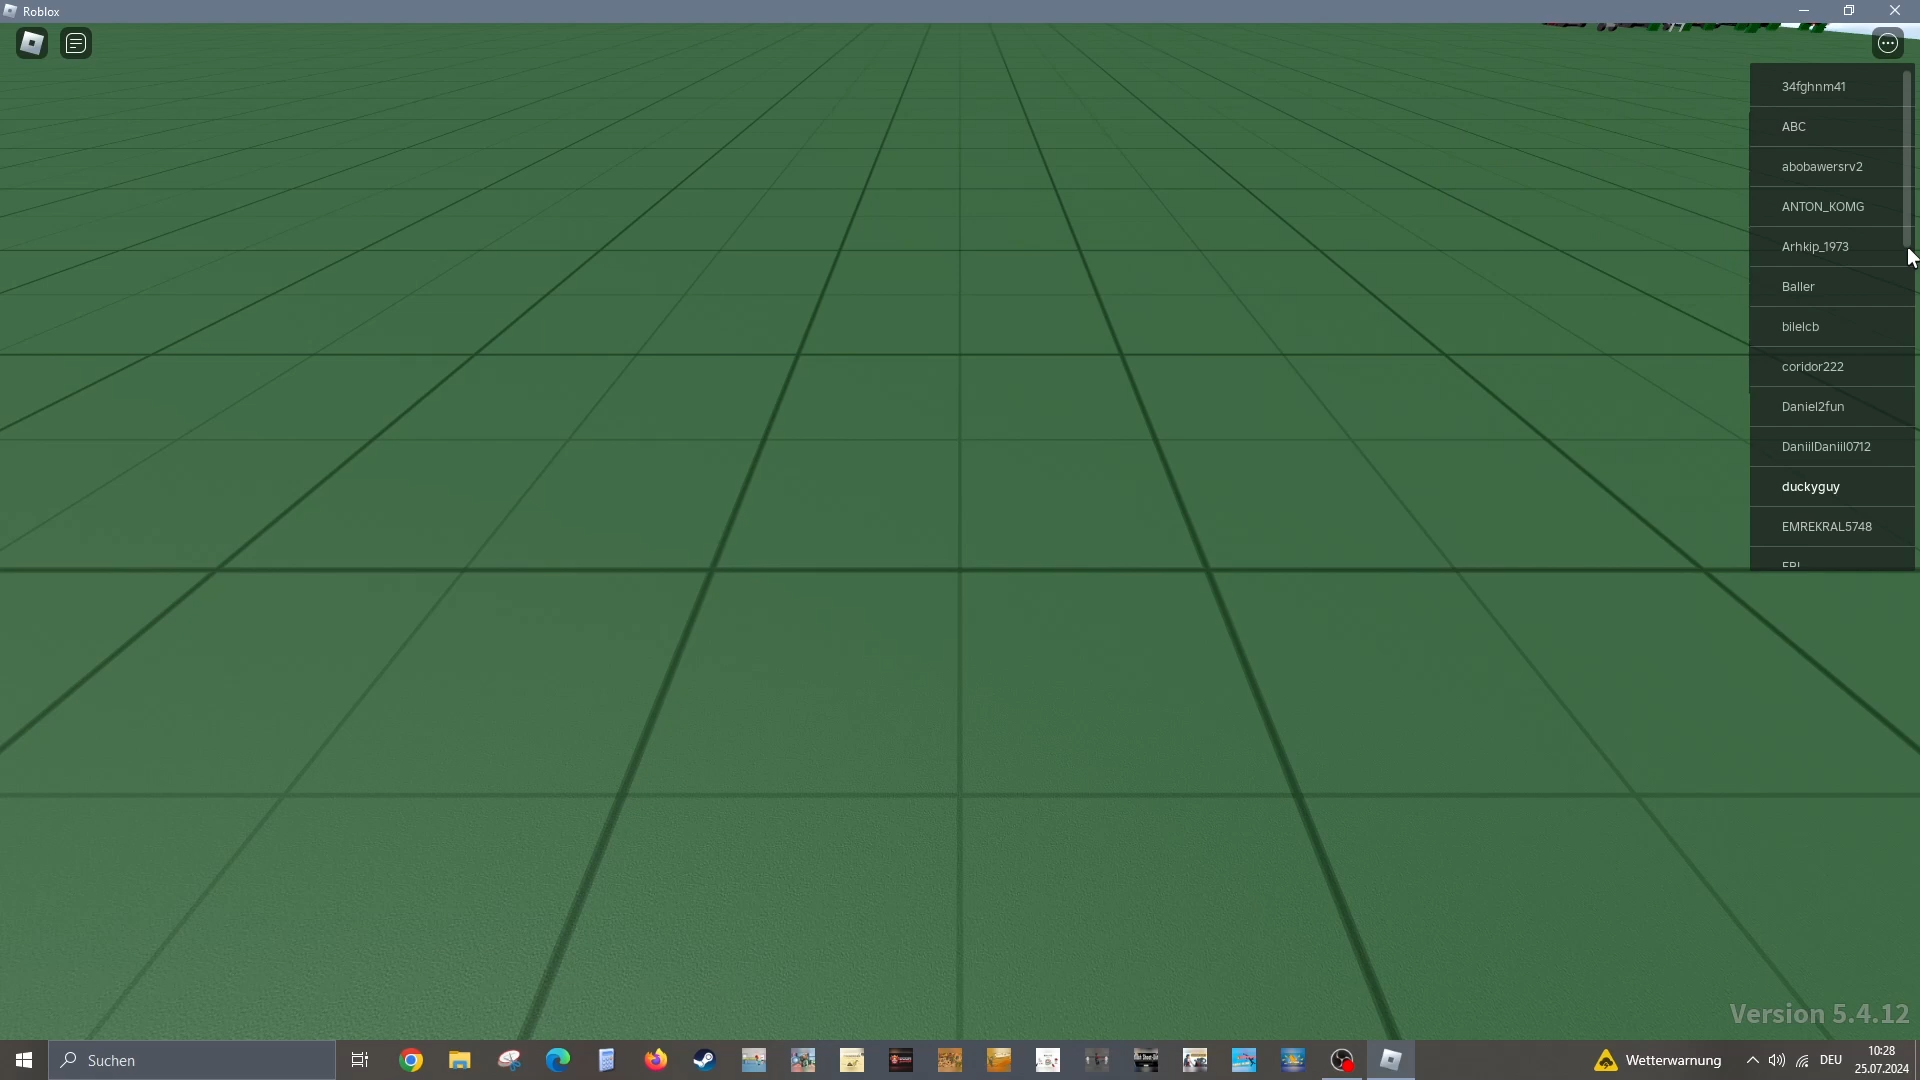 Roblox
34fghnm41
ABC
abobawersrv2
ANTON_KOMG
Arhkip_1973
Baller
bilelcb
coridor222
Daniel2fun
DaniilDaniil0712
duckyguy
EMREKRAL5748
Version 5.4.12
Suchen
Wetterwarnung
DEU
10:28
25.07.2024